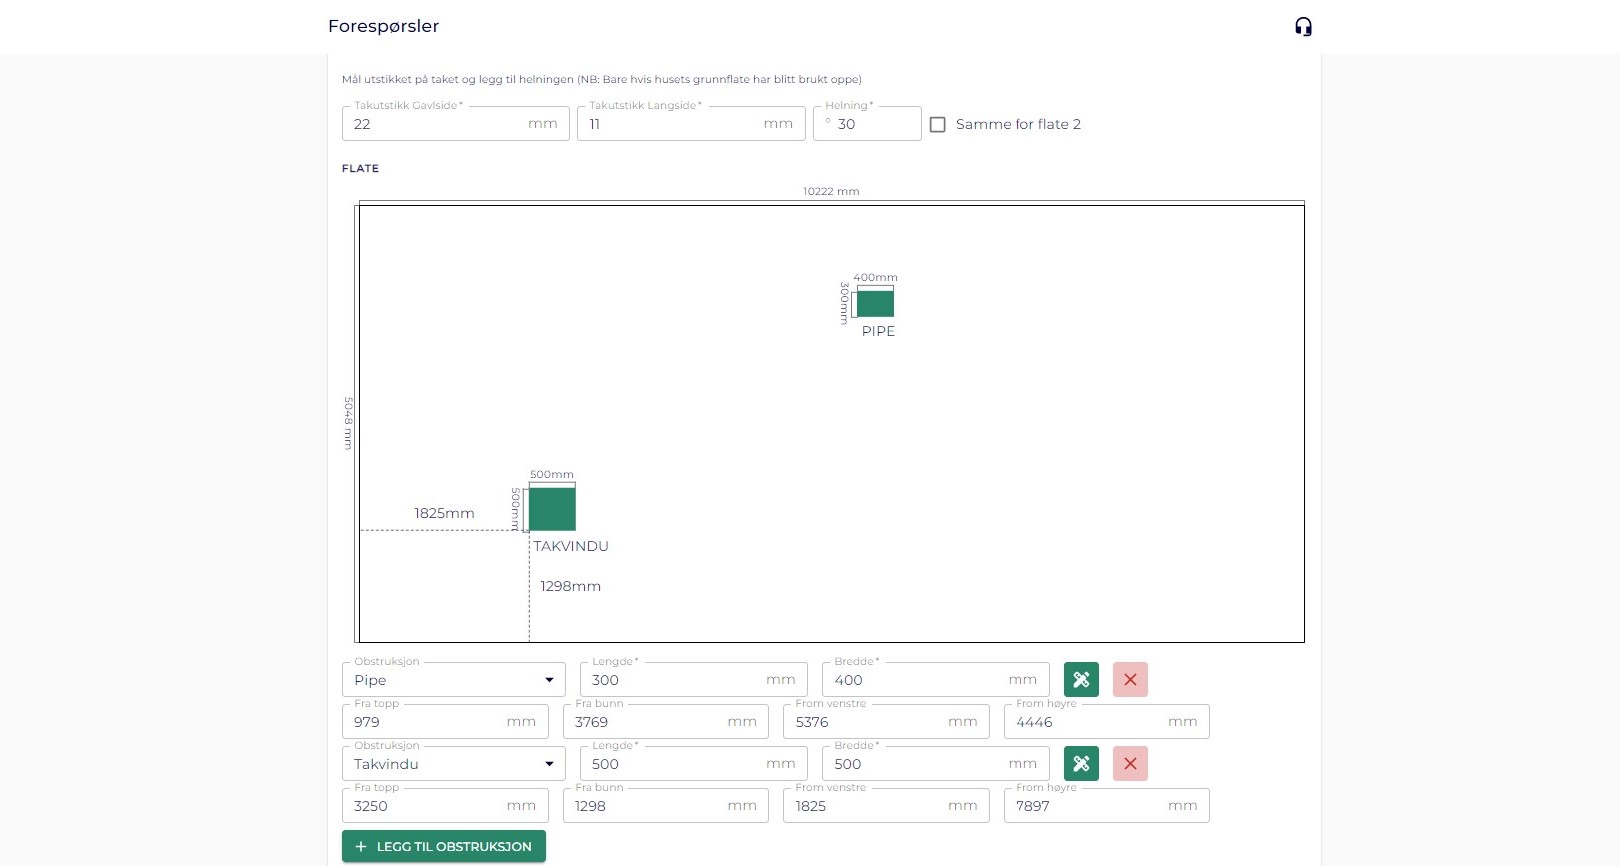 Forespørsler
Mål utstikket på taket og legg til helningen (NB: Bare hvis husets grunnflate har blitt brukt oppe)
Takutstikk Gavlside * Takutstikk Langside * Helning *
22 mm 11 mm ° 30 Samme for flate 2
FLATE
10222 mm
400mm
300mm
PIPE
5048 mm
500mm
500mm
1825mm
TAKVINDU
1298mm
Obstruksjon Lengde * Bredde *
Pipe 300 mm 400 mm
Fra topp Fra bunn From venstre From høyre
979 mm 3769 mm 5376 mm 4446 mm
Obstruksjon Lengde * Bredde *
Takvindu 500 mm 500 mm
Fra topp Fra bunn From venstre From høyre
3250 mm 1298 mm 1825 mm 7897 mm
+ LEGG TIL OBSTRUKSJON